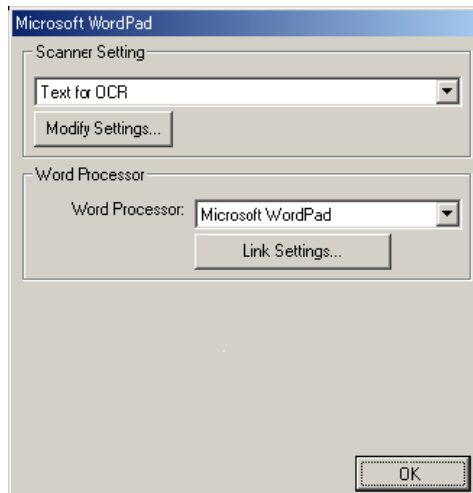 Microsoft WordPad
Scanner Setting
Text for OCR
Modify Settings...
Word Processor
Word Processor: Microsoft WordPad
Link Settings...
OK